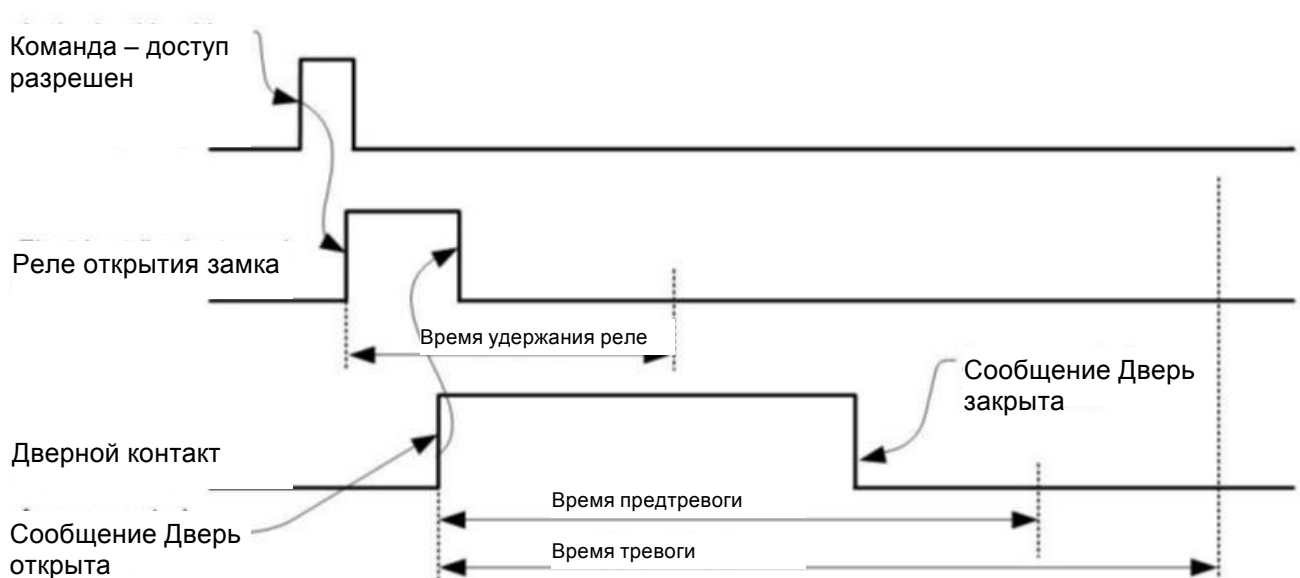 Команда – доступ
разрешен
Реле открытия замка
Время удержания реле
Сообщение Дверь
закрыта
Дверной контакт
Время предтревоги
Сообщение Дверь
открыта
Время тревоги